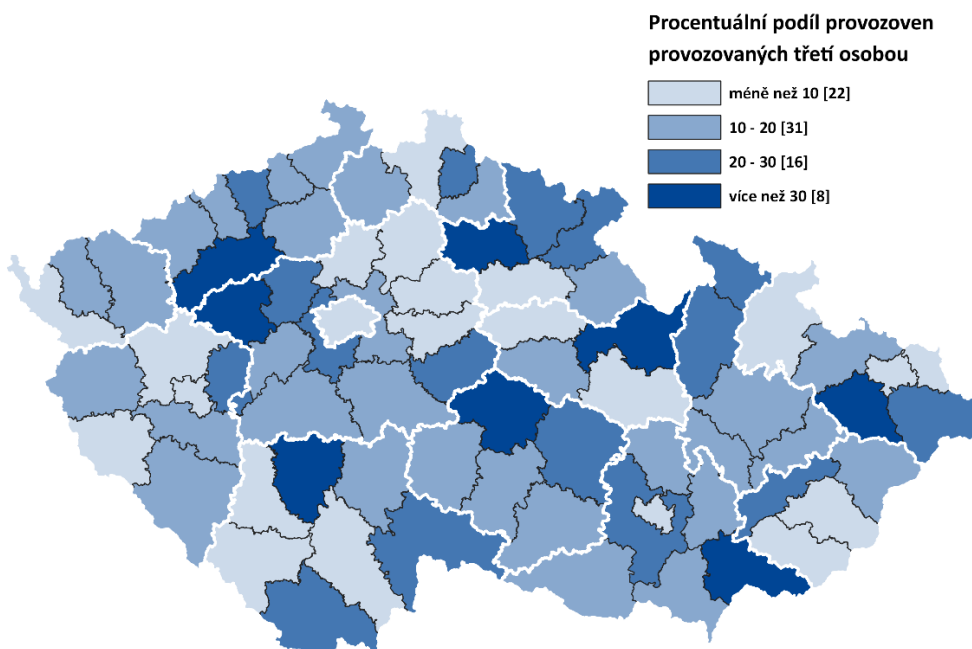 Procentuální podíl provozoven
provozovaných třetí osobou
méně než 10 [22]
10 - 20 [31]
20 - 30 [16]
více než 30 [8]